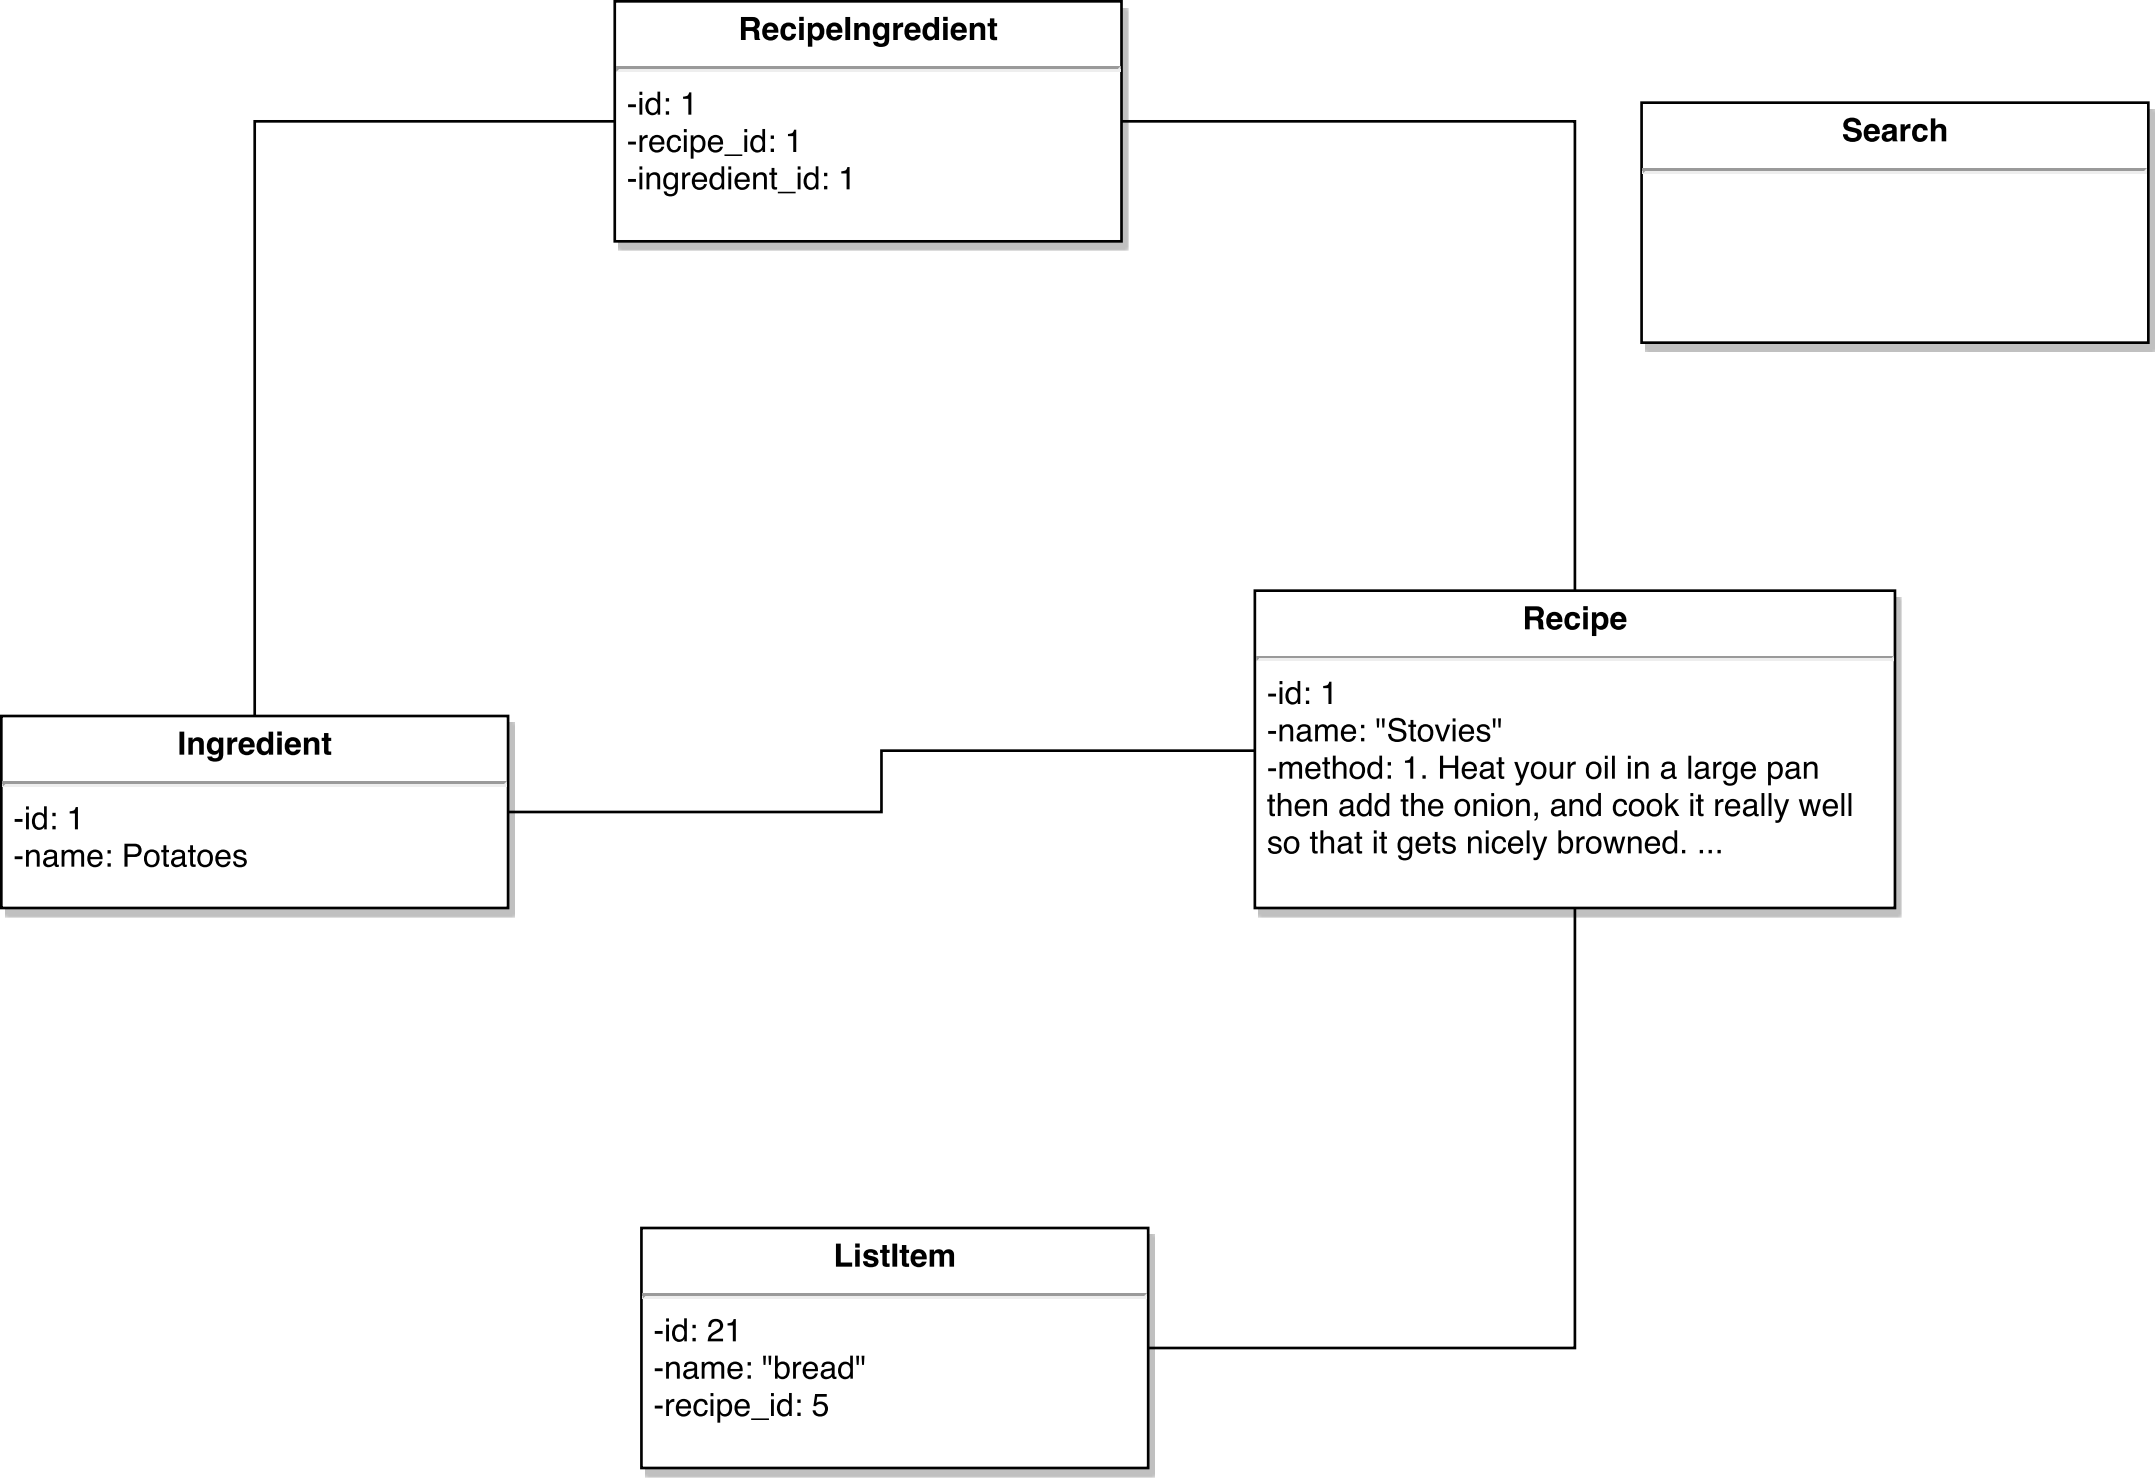 RecipeIngredient
-id: 1
-recipe_id: 1
-ingredient_id: 1
Search
Recipe
-id: 1
-name: "Stovies"
-method: 1. Heat your oil in a large pan
then add the onion, and cook it really well
so that it gets nicely browned. ...
Ingredient
-id: 1
-name: Potatoes
ListItem
-id: 21
-name: "bread"
-recipe_id: 5